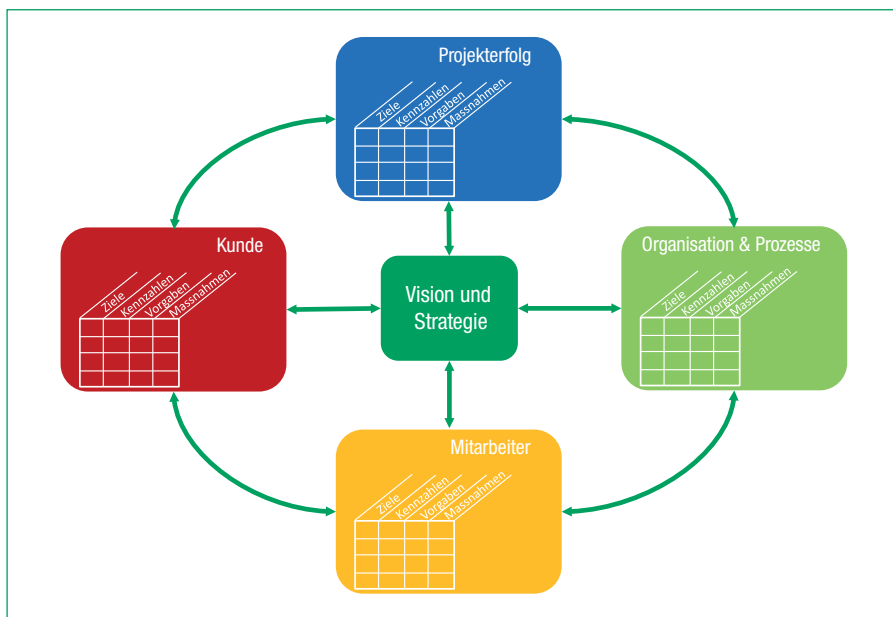 Projekterfolg
Ziele
Kennzahlen
Vorgaben
Massnahmen
Kunde
Ziele
Kennzahlen
Vorgaben
Massnahmen
Vision und
Strategie
Organisation & Prozesse
Ziele
Kennzahlen
Vorgaben
Massnahmen
Mitarbeiter
Ziele
Kennzahlen
Vorgaben
Massnahmen